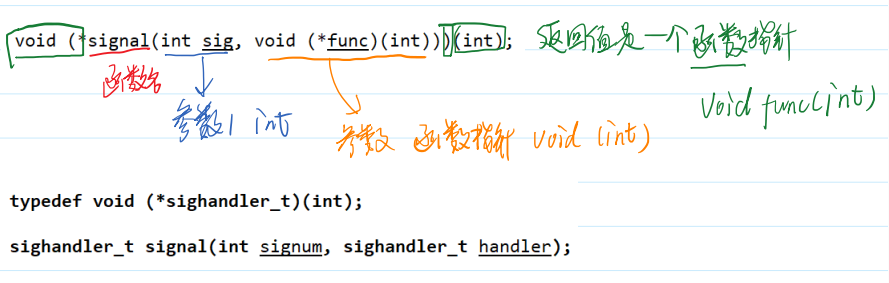 void (*signal(int sig, void (*func)(int)))(int); 返回值是一个函数指针
函数名
void func(int)
参数1 int
参数 函数指针 void (int)
typedef void (*sighandler_t)(int);
sighandler_t signal(int signum, sighandler_t handler);